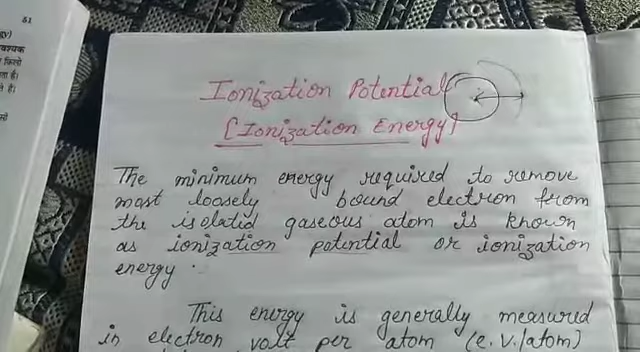 51
Ionization Potential
[Ionization Energy]
The minimum energy required to remove
most loosely bound electron from
the isolated gaseous atom is known
as ionization potential or ionization
energy.
This energy is generally measured
in electron volt per atom (e.v./atom)